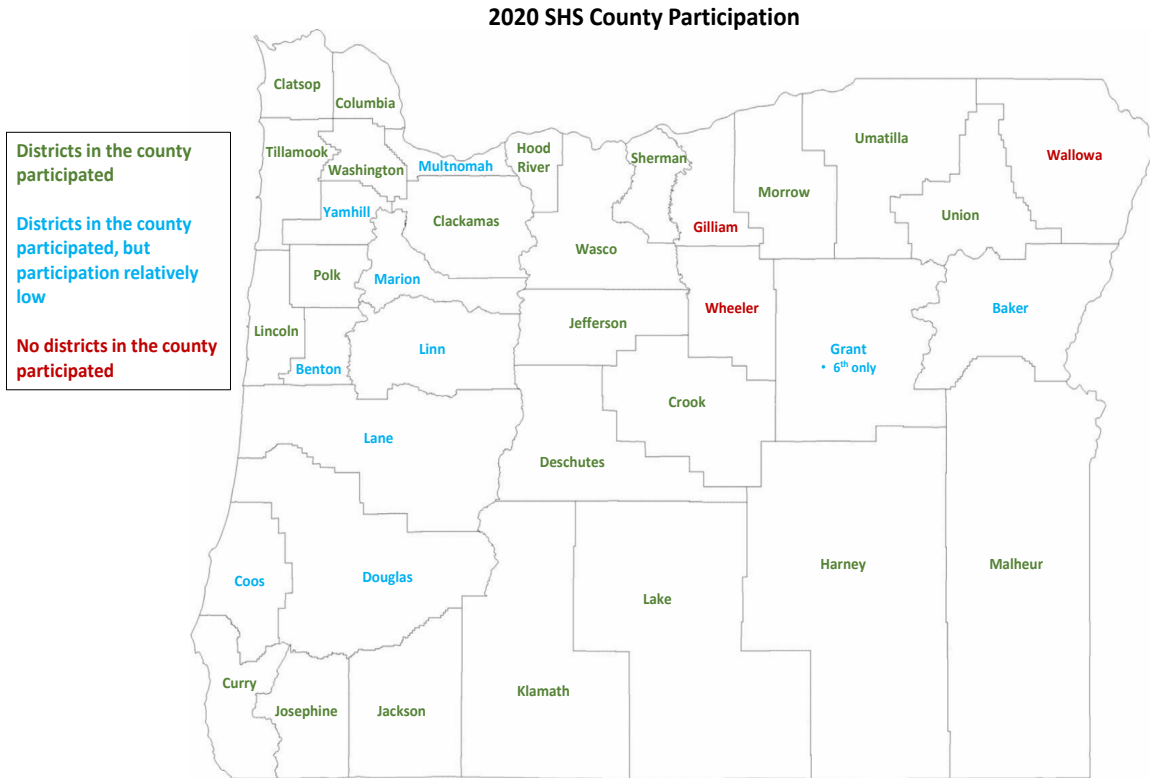 2020 SHS County Participation
Districts in the county
participated
Districts in the county
participated, but
participation relatively
low
No districts in the county
participated
Clatsop
Columbia
Tillamook
Washington
Multnomah
Hood
River
Sherman
Umatilla
Wallowa
Yamhill
Clackamas
Morrow
Union
Gilliam
Wasco
Polk
Marion
Wheeler
Baker
Lincoln
Jefferson
Linn
Grant
• 6th only
Benton
Crook
Lane
Deschutes
Coos
Douglas
Lake
Harney
Malheur
Curry
Josephine
Jackson
Klamath